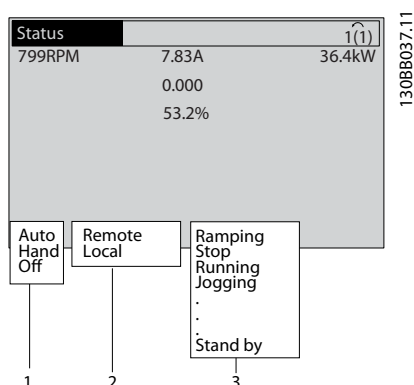 Status 1(1)
799RPM 7.83A 36.4kW
0.000
53.2%
Auto
Hand
Off
Remote
Local
Ramping
Stop
Running
Jogging
.
.
.
Stand by
1 2 3
130BB037.11